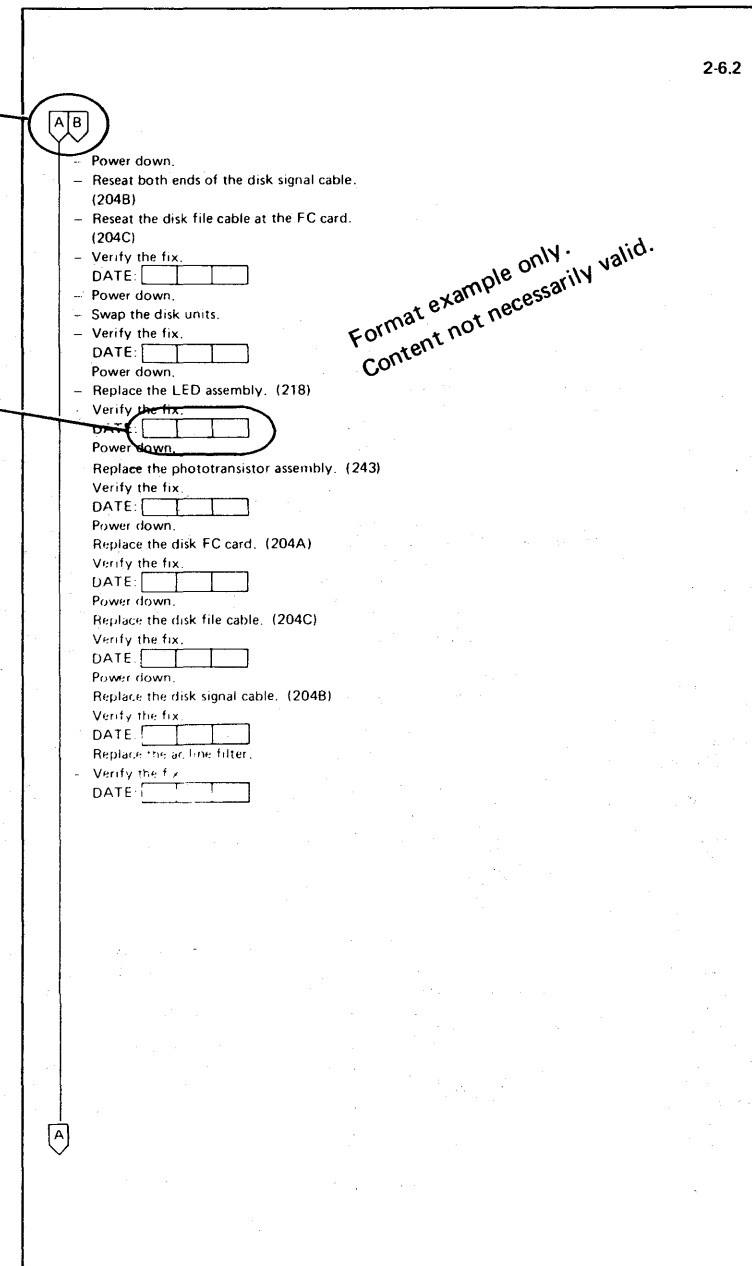 2-6.2
A B
– Power down.
– Reseat both ends of the disk signal cable.
(204B)
– Reseat the disk file cable at the FC card.
(204C)
– Verify the fix.
DATE:
– Power down.
– Swap the disk units.
– Verify the fix.
DATE:
Power down.
– Replace the LED assembly. (218)
Verify the fix.
DATE:
Power down.
Replace the phototransistor assembly. (243)
Verify the fix.
DATE:
Power down.
Replace the disk FC card. (204A)
Verify the fix.
DATE:
Power down.
Replace the disk file cable. (204C)
Verify the fix.
DATE:
Power down.
Replace the disk signal cable. (204B)
Verify the fix.
DATE:
Replace the ac line filter.
– Verify the fix
DATE:
Format example only.
Content not necessarily valid.
A